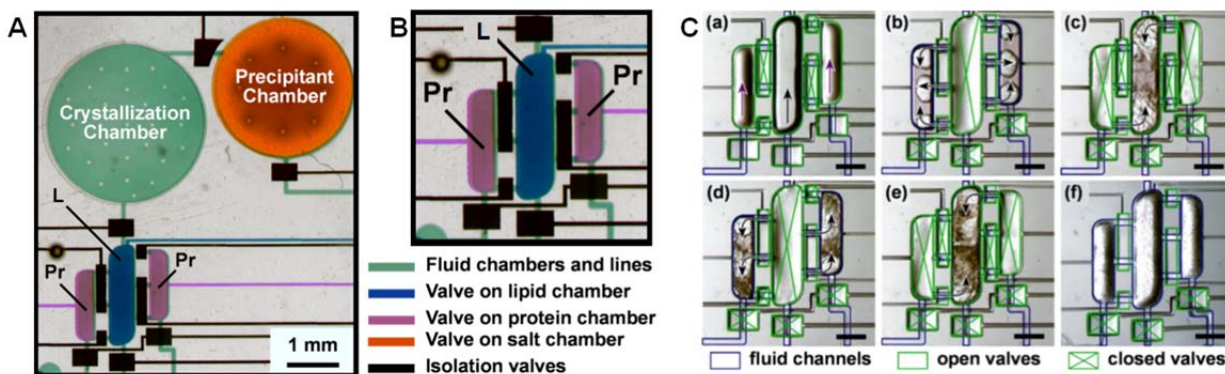 A
Crystallization
Chamber
Precipitant
Chamber
L
Pr
Pr
1 mm
B
L
Pr
Pr
Fluid chambers and lines
Valve on lipid chamber
Valve on protein chamber
Valve on salt chamber
Isolation valves
C
(a)
(b)
(c)
(d)
(e)
(f)
fluid channels
open valves
closed valves